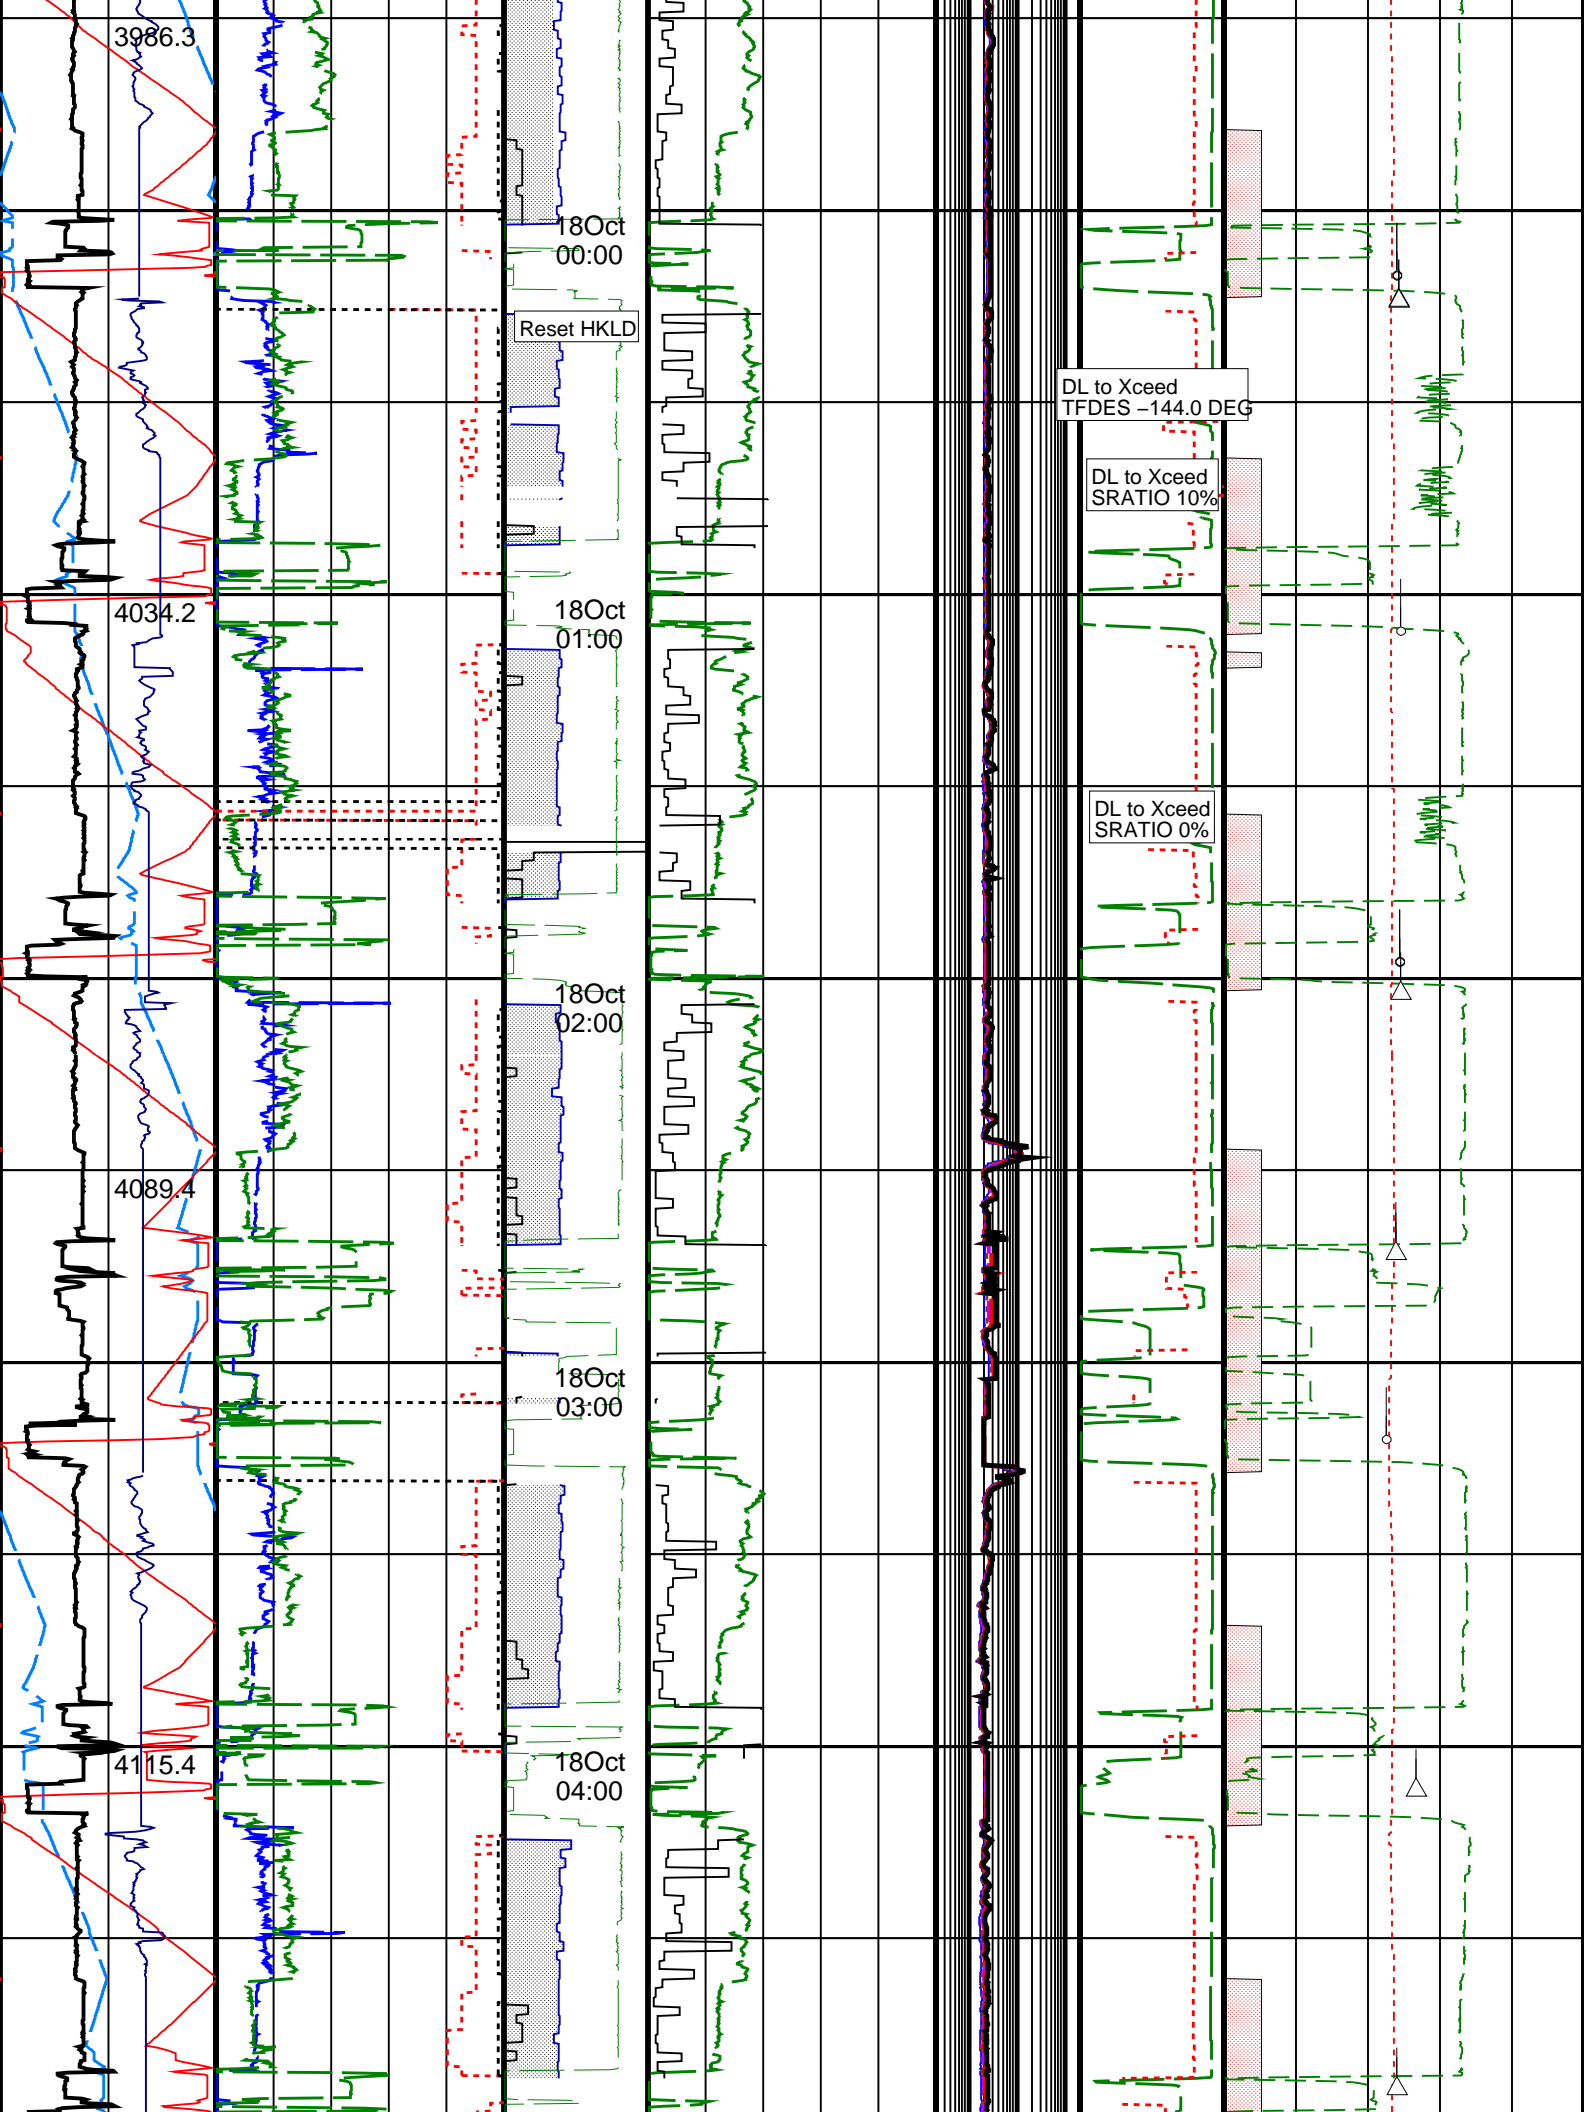 3986.3
18Oct
00:00
Reset HKLD
DL to Xceed
TFDES −144.0 DEG
DL to Xceed
SRATIO 10%
4034.2
18Oct
01:00
DL to Xceed
SRATIO 0%
18Oct
02:00
4089.4
18Oct
03:00
4115.4
18Oct
04:00